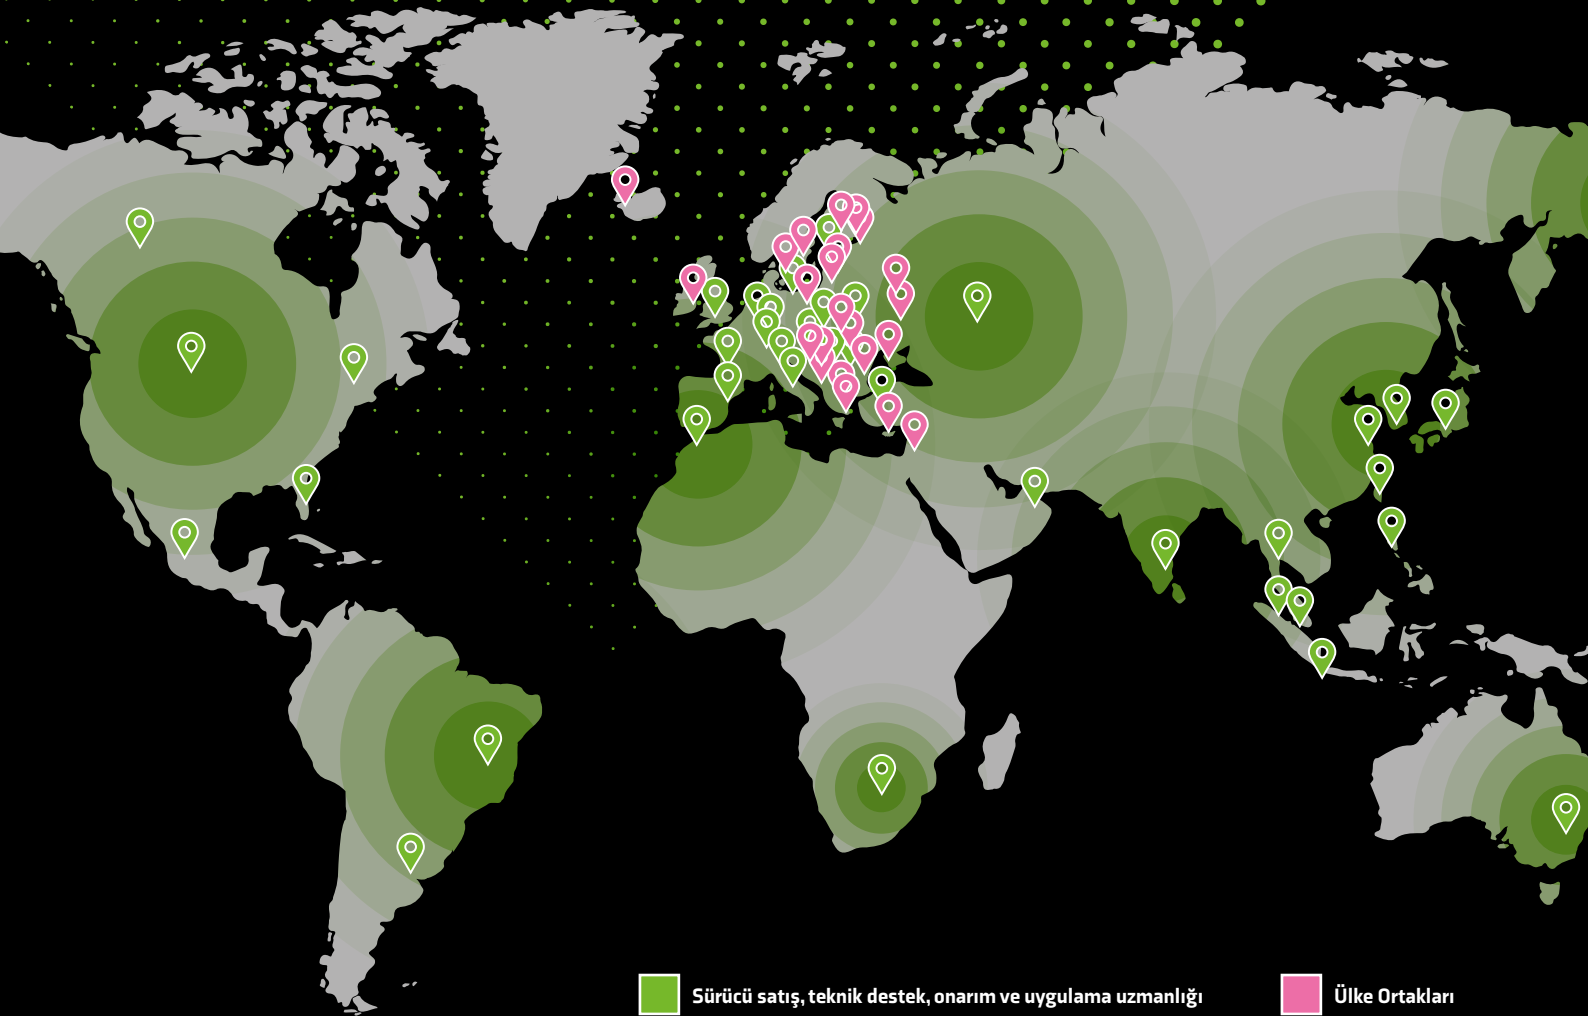 Sürücü satış, teknik destek, onarım ve uygulama uzmanlığı
Ülke Ortakları